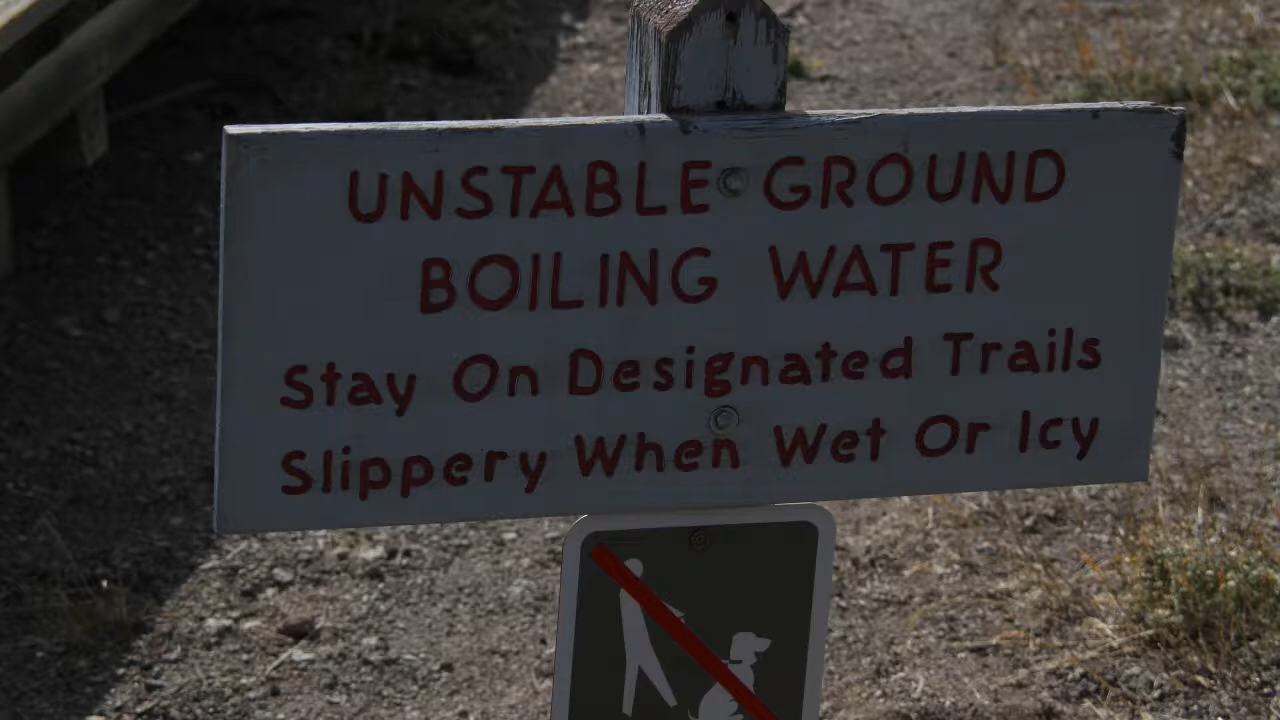 UNSTABLE GROUND
BOILING WATER
Stay On Designated Trails
Slippery When Wet Or Icy